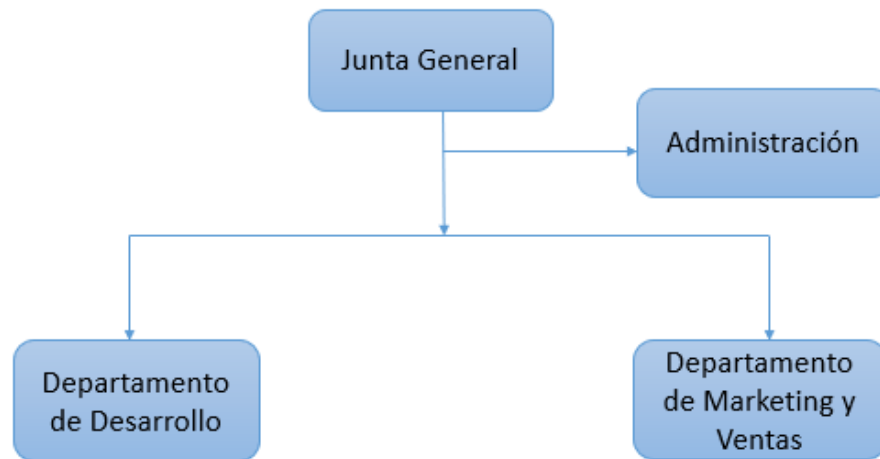 Junta General
Administración
Departamento
de Desarrollo
Departamento
de Marketing y
Ventas